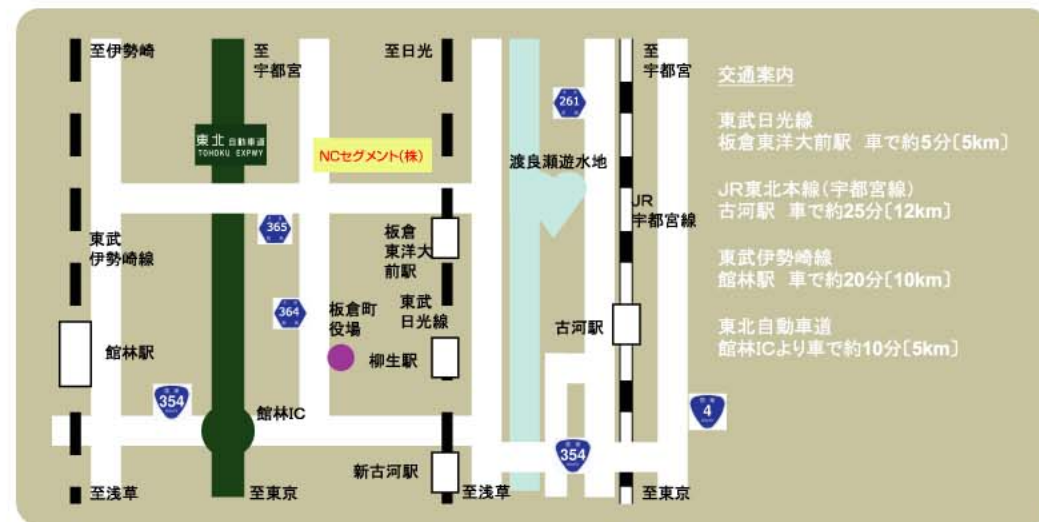 至伊勢崎
至
宇都宮
至日光
至
宇都宮
261
交通案内
東北 自動車道
TOHOKU EXPWY
NCセグメント(株)
渡良瀬遊水地
東武日光線
板倉東洋大前駅 車で約5分〔5km〕
JR東北本線(宇都宮線)
古河駅 車で約25分〔12km〕
東武伊勢崎線
館林駅 車で約20分〔10km〕
東北自動車道
館林ICより車で約10分〔5km〕
JR
宇都宮線
365
東武
伊勢崎線
板倉
東洋大
前駅
364
板倉町
役場
東武
日光線
古河駅
館林駅
柳生駅
354
館林IC
4
354
新古河駅
至浅草
至東京
至浅草
至東京